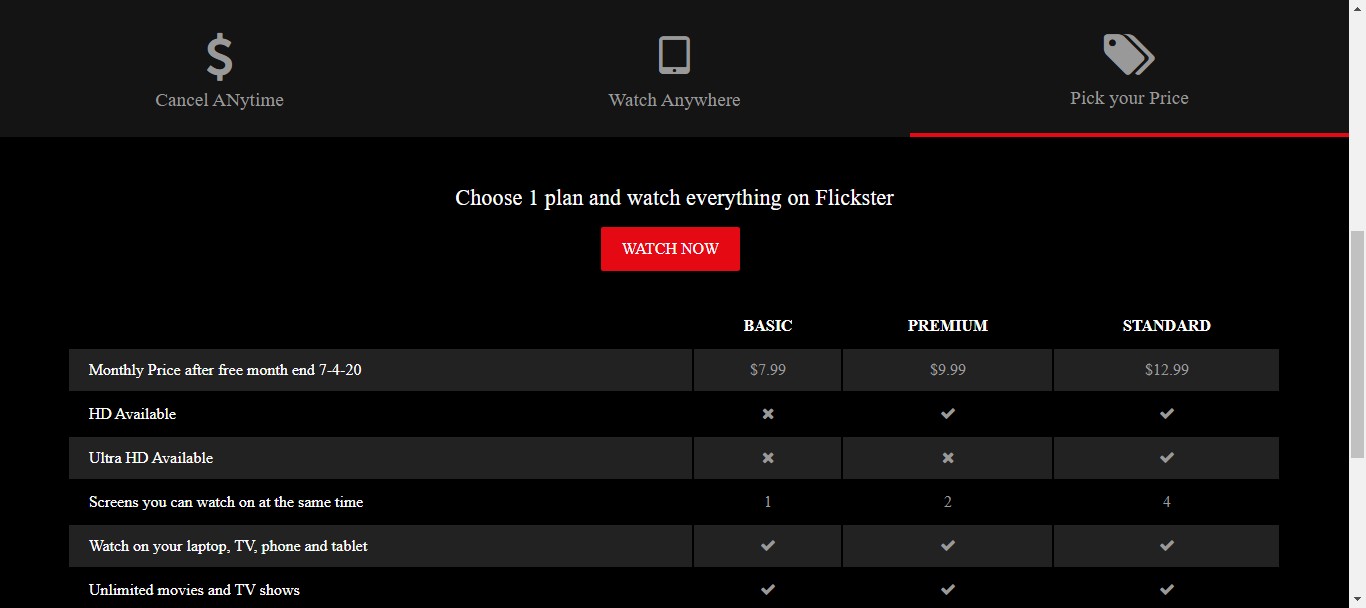 Cancel ANytime
Watch Anywhere
Pick your Price
Choose 1 plan and watch everything on Flickster
WATCH NOW
BASIC PREMIUM STANDARD
Monthly Price after free month end 7-4-20 $7.99 $9.99 $12.99
HD Available
Ultra HD Available
Screens you can watch on at the same time 1 2 4
Watch on your laptop, TV, phone and tablet
Unlimited movies and TV shows